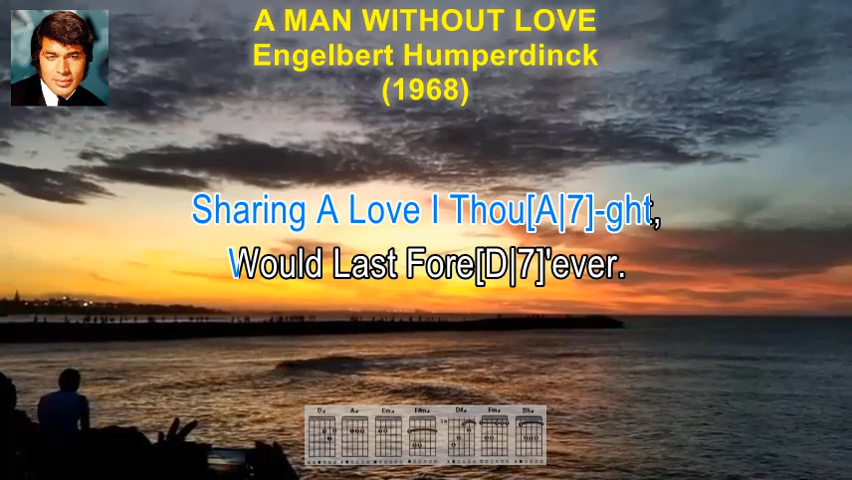 A MAN WITHOUT LOVE
Engelbert Humperdinck
(1968)
Sharing A Love I Thou[A|7]-ght,
Would Last Fore[D|7]'ever.